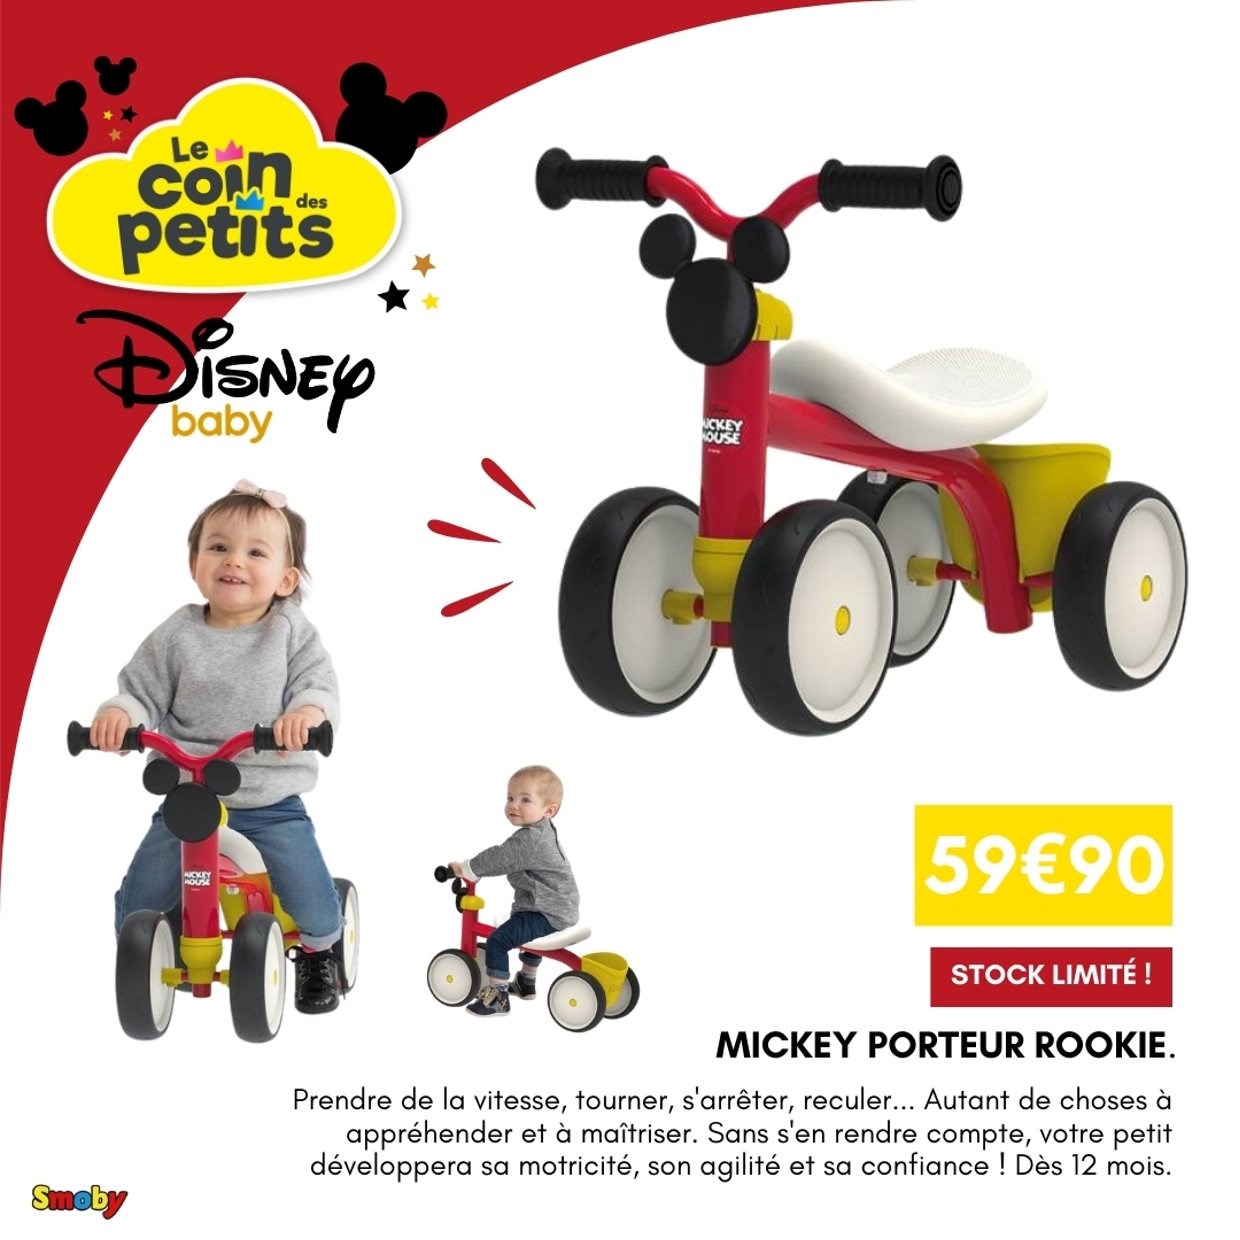 Le
coin
des
petits
Disney
baby
MICKEY
MOUSE
MICKEY
MOUSE
59€90
STOCK LIMITÉ !
MICKEY PORTEUR ROOKIE.
Prendre de la vitesse, tourner, s'arrêter, reculer... Autant de choses à
appréhender et à maîtriser. Sans s'en rendre compte, votre petit
développera sa motricité, son agilité et sa confiance ! Dès 12 mois.
Smoby